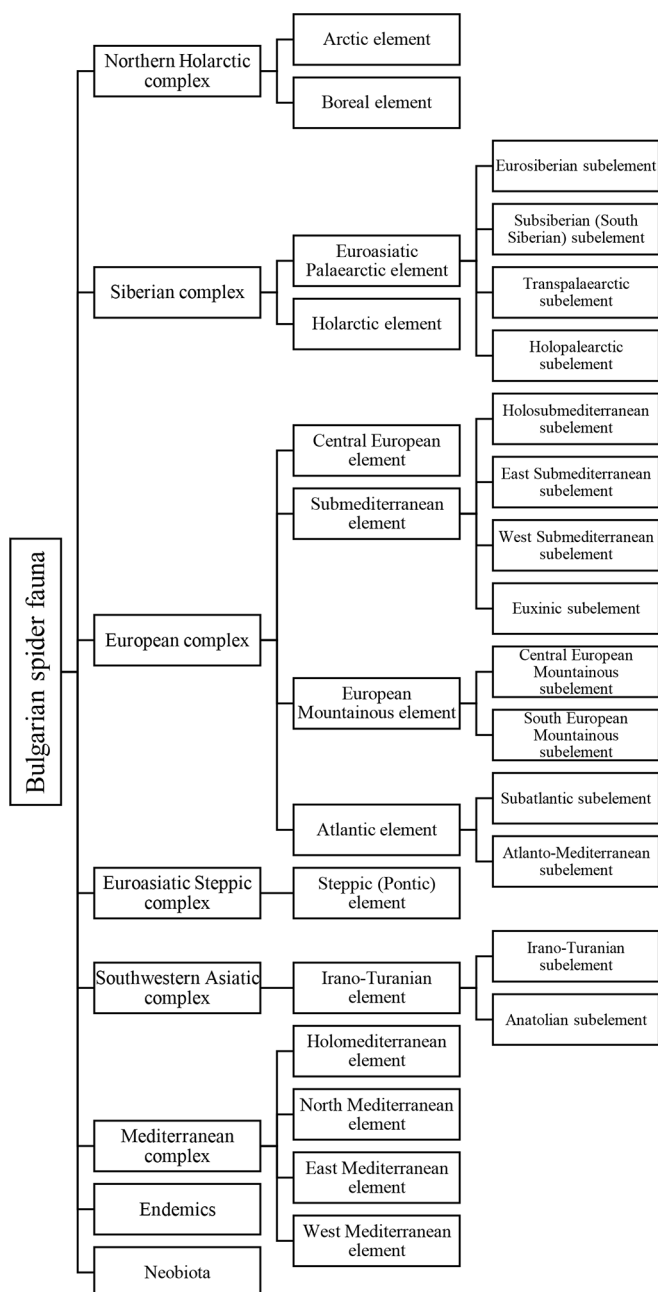 Bulgarian spider fauna
Northern Holarctic
complex
Arctic element
Boreal element
Siberian complex
Euroasiatic
Palaearctic element
Eurosiberian subelement
Subsiberian (South
Siberian) subelement
Transpalaearctic
subelement
Holopalearctic
subelement
Holarctic element
European complex
Central European
element
Submediterranean
element
Holosubmediterranean
subelement
East Submediterranean
subelement
West Submediterranean
subelement
Euxinic subelement
European
Mountainous element
Central European
Mountainous
subelement
South European
Mountainous
subelement
Atlantic element
Subatlantic subelement
Atlanto-Mediterranean
subelement
Euroasiatic Steppic
complex
Steppic (Pontic)
element
Southwestern Asiatic
complex
Irano-Turanian
element
Irano-Turanian
subelement
Anatolian subelement
Mediterranean
complex
Holomediterranean
element
North Mediterranean
element
East Mediterranean
element
West Mediterranean
element
Endemics
Neobiota